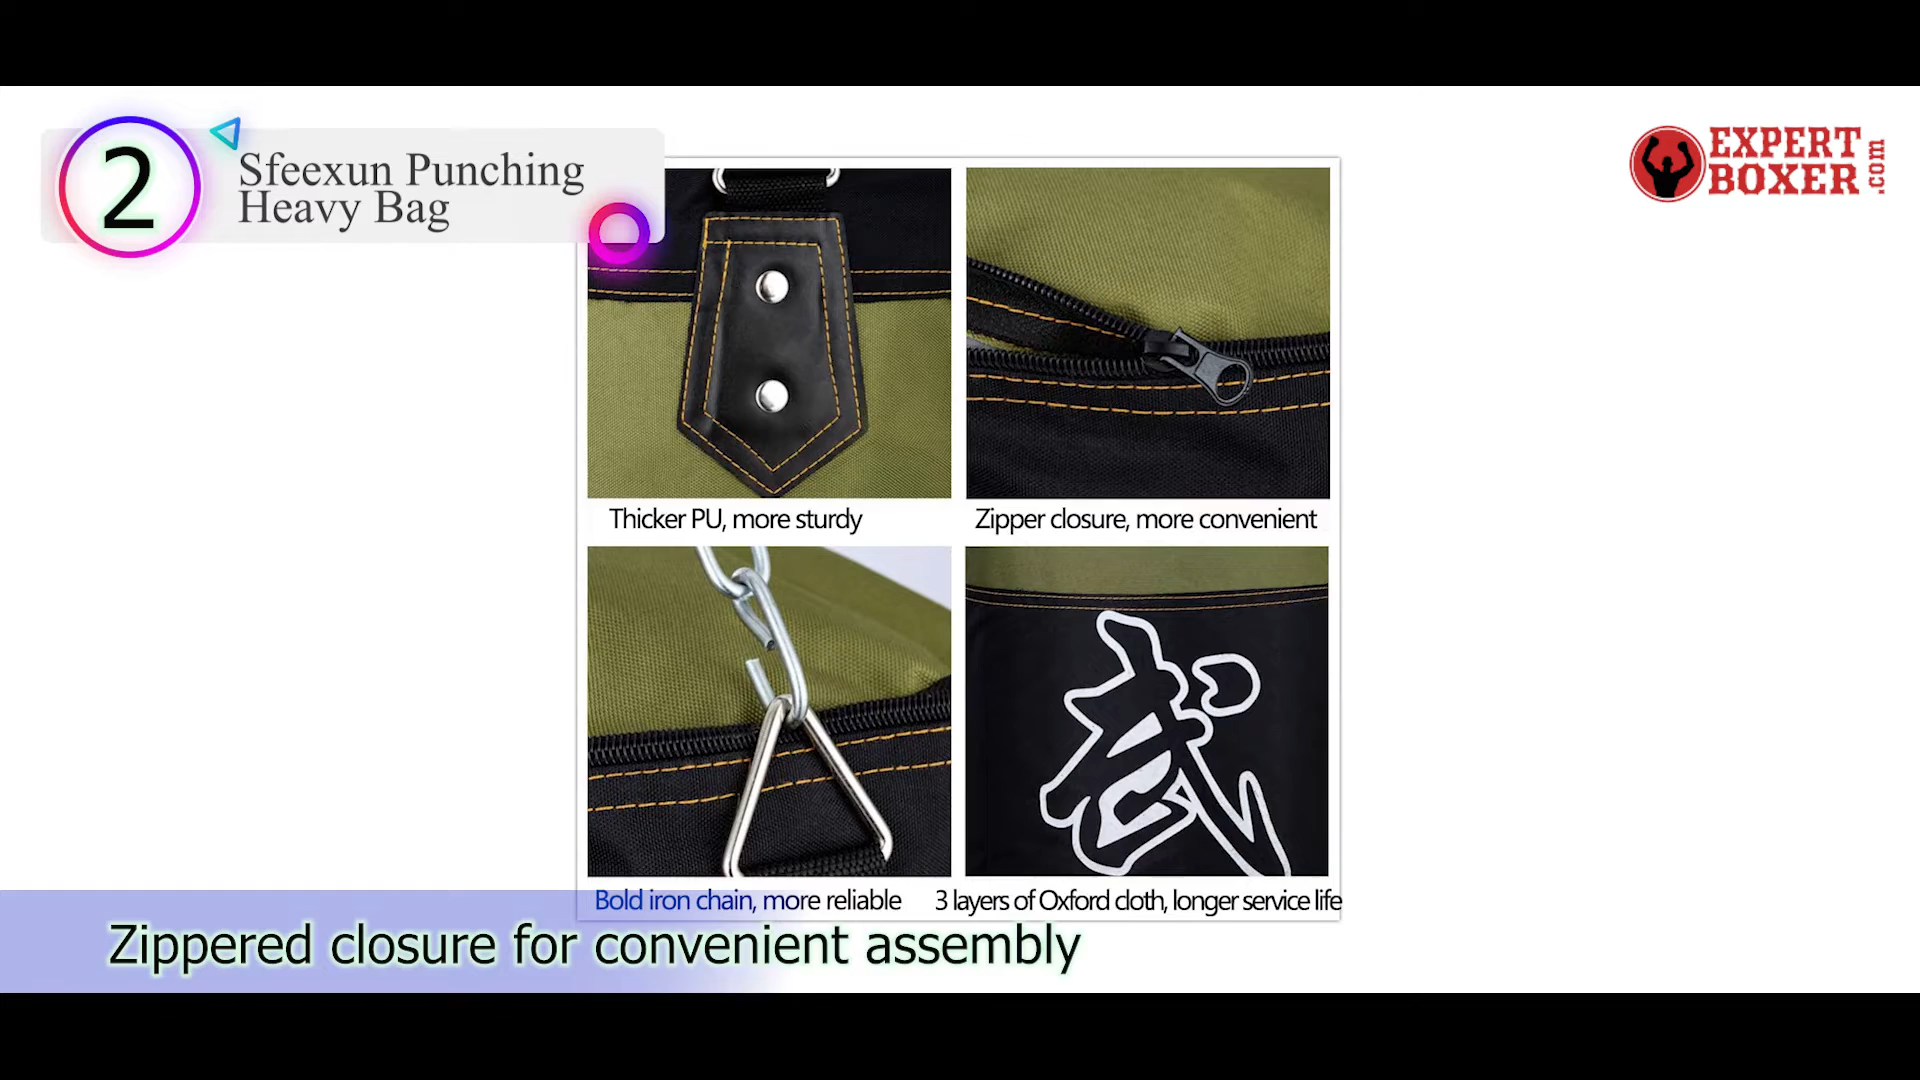 2
Sfeexun Punching
Heavy Bag
EXPERT
BOXER
.com
Thicker PU, more sturdy
Zipper closure, more convenient
武
Bold iron chain, more reliable
3 layers of Oxford cloth, longer service life
Zippered closure for convenient assembly